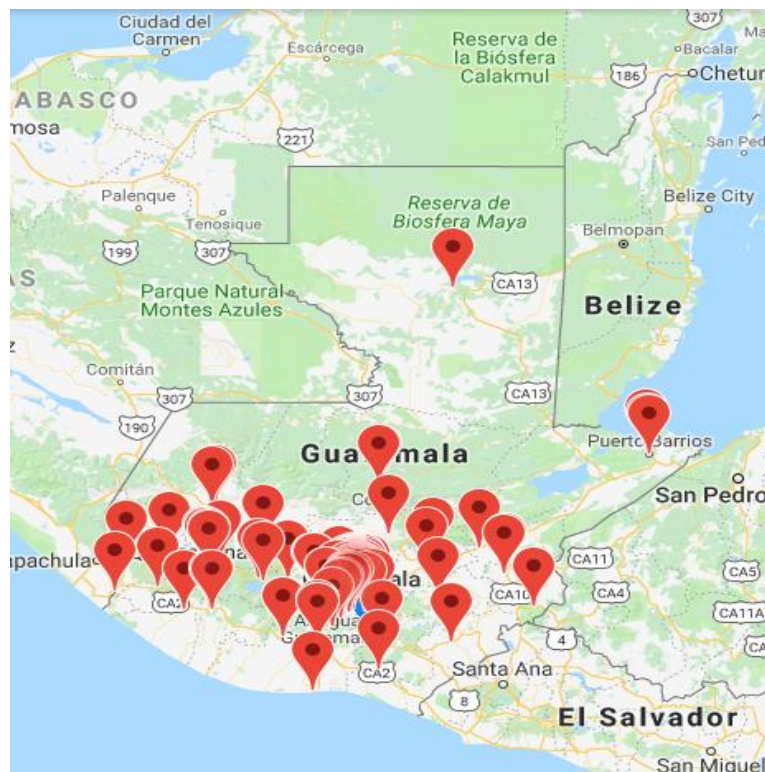 307
Ciudad del
Carmen
Escárcega
Reserva de
la Biósfera
Calakmul
Bacalar
186
Chetum
ABASCO
mosa
221
San Ped
Palenque
Tenosique
Reserva de
Biosfera Maya
Belize City
199
307
Belmopan
AS
CA13
Parque Natural
Montes Azules
Belize
Comitán
307
307
CA13
190
Puerto Barrios
Guatemala
San Pedro
apachula
CA11
CA5
CA2
CA10
CA11A
4
CA2
Santa Ana
8
El Salvador
San Miguel